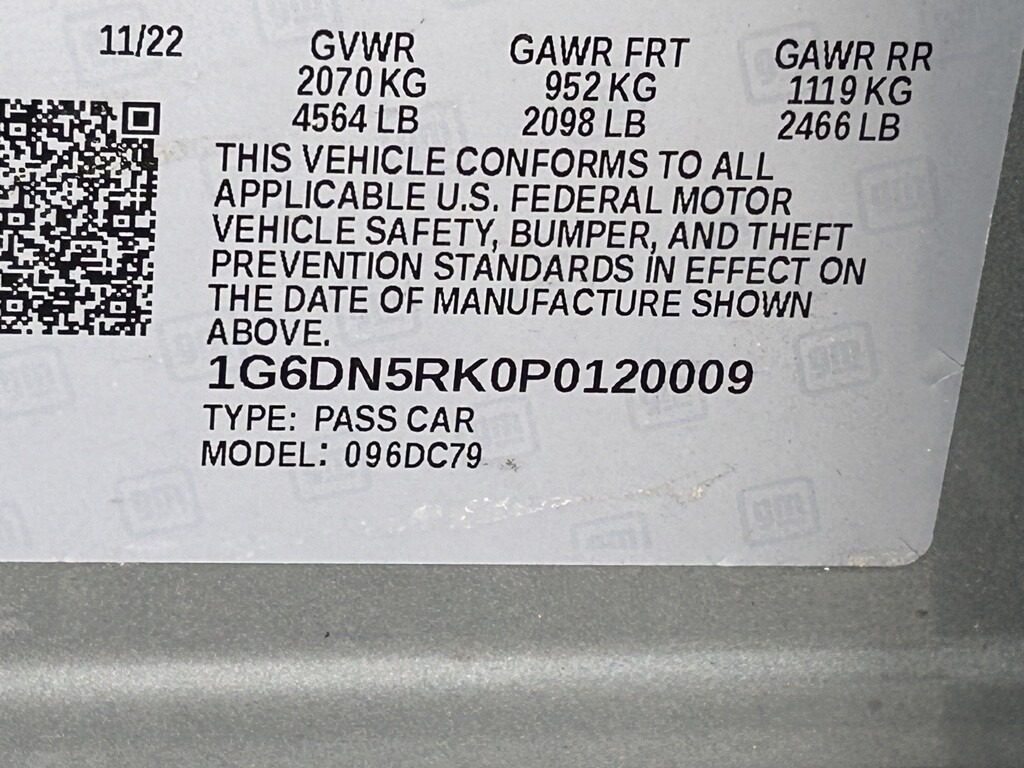 11/22 GVWR GAWR FRT GAWR RR
2070 KG 952 KG 1119 KG
4564 LB 2098 LB 2466 LB
THIS VEHICLE CONFORMS TO ALL
APPLICABLE U.S. FEDERAL MOTOR
VEHICLE SAFETY, BUMPER, AND THEFT
PREVENTION STANDARDS IN EFFECT ON
THE DATE OF MANUFACTURE SHOWN
ABOVE.
1G6DN5RK0P0120009
TYPE: PASS CAR
MODEL: 096DC79
gm